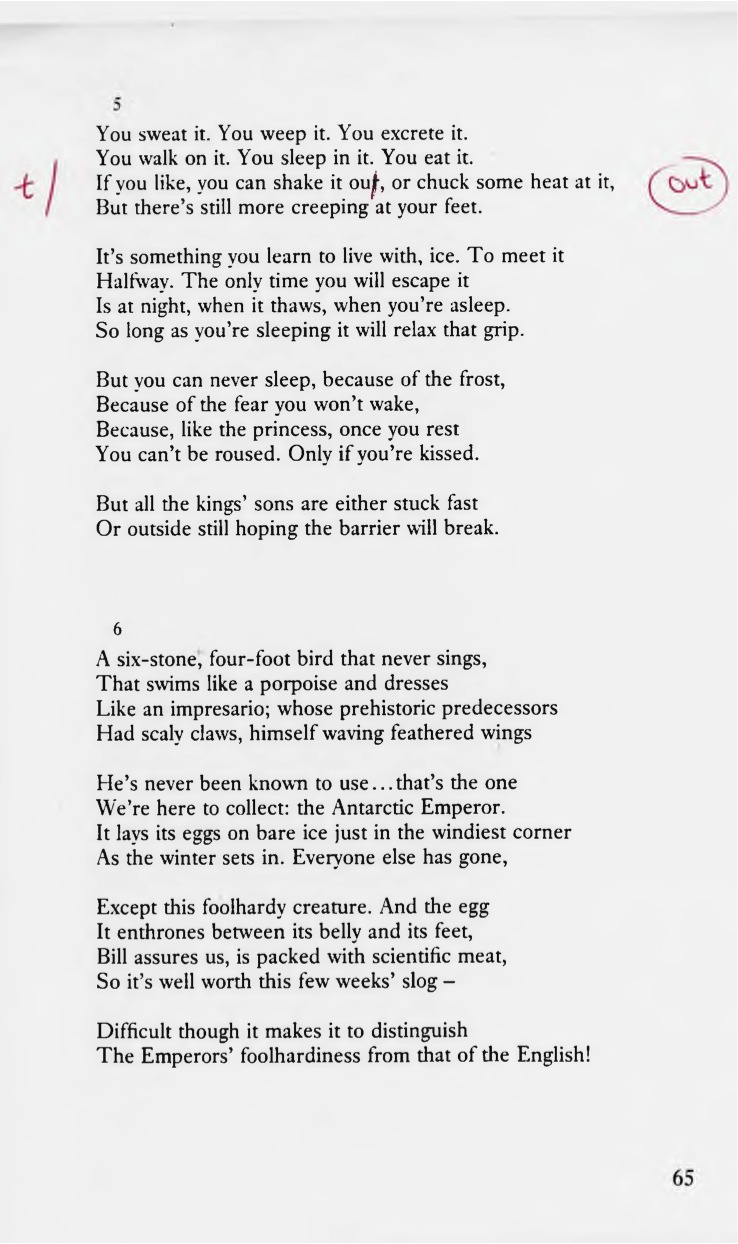 5
You sweat it. You weep it. You excrete it.
You walk on it. You sleep in it. You eat it.
t/ If you like, you can shake it out, or chuck some heat at it, out
But there's still more creeping at your feet.
It's something you learn to live with, ice. To meet it
Halfway. The only time you will escape it
Is at night, when it thaws, when you're asleep.
So long as you're sleeping it will relax that grip.
But you can never sleep, because of the frost,
Because of the fear you won't wake,
Because, like the princess, once you rest
You can't be roused. Only if you're kissed.
But all the kings' sons are either stuck fast
Or outside still hoping the barrier will break.
6
A six-stone, four-foot bird that never sings,
That swims like a porpoise and dresses
Like an impresario; whose prehistoric predecessors
Had scaly claws, himself waving feathered wings
He's never been known to use...that's the one
We're here to collect: the Antarctic Emperor.
It lays its eggs on bare ice just in the windiest corner
As the winter sets in. Everyone else has gone,
Except this foolhardy creature. And the egg
It enthrones between its belly and its feet,
Bill assures us, is packed with scientific meat,
So it's well worth this few weeks' slog –
Difficult though it makes it to distinguish
The Emperors' foolhardiness from that of the English!
65